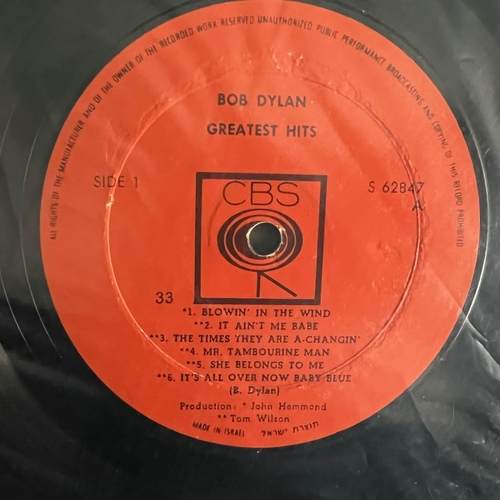 ALL RIGHTS OF THE MANUFACTURER AND OF THE OWNER OF THE RECORDED WORK RESERVED UNAUTHORIZED PUBLIC PERFORMANCE BROADCASTING AND COPYING OF THIS RECORD PROHIBITED
BOB DYLAN
GREATEST HITS
SIDE 1
CBS
S 62847
A
33
*1. BLOWIN' IN THE WIND
**2. IT AIN'T ME BABE
**3. THE TIMES THEY ARE A-CHANGIN'
**4. MR. TAMBOURINE MAN
**5. SHE BELONGS TO ME
**6. IT'S ALL OVER NOW BABY BLUE
(B. Dylan)
Production: * John Hammond
** Tom Wilson
MADE IN ISRAEL תוצרת ישראל